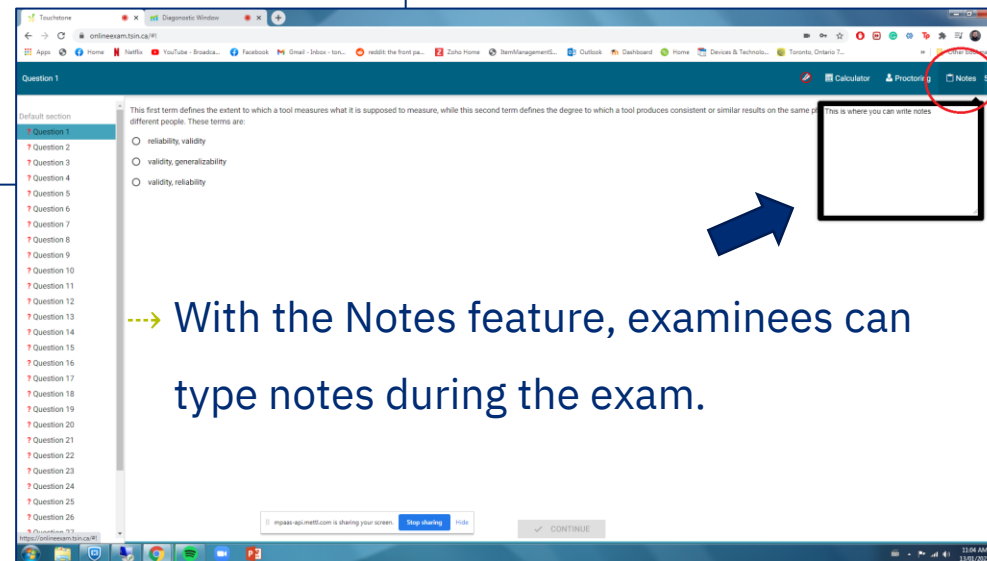 Touchstone
Diagonostic Window
onlineexam.tsin.ca/#!
Apps
Home
Netflix
YouTube - Broadca...
Facebook
Gmail - Inbox - ton...
reddit: the front pa...
Zoho Home
ItemManagementS...
Outlook
Dashboard
Home
Devices & Technolo...
Toronto, Ontario 7...
»
Question 1
Calculator
Proctoring
Notes
Default section
? Question 1
? Question 2
? Question 3
? Question 4
? Question 5
? Question 6
? Question 7
? Question 8
? Question 9
? Question 10
? Question 11
? Question 12
? Question 13
? Question 14
? Question 15
? Question 16
? Question 17
? Question 18
? Question 19
? Question 20
? Question 21
? Question 22
? Question 23
? Question 24
? Question 25
? Question 26
This first term defines the extent to which a tool measures what it is supposed to measure, while this second term defines the degree to which a tool produces consistent or similar results on the same
different people. These terms are:
reliability, validity
validity, generalizability
validity, reliability
This is where you can write notes
With the Notes feature, examinees can
type notes during the exam.
mpaas-api.mettl.com is sharing your screen.
Stop sharing
Hide
CONTINUE
https://onlineexam.tsin.ca/#!
11:04 AM